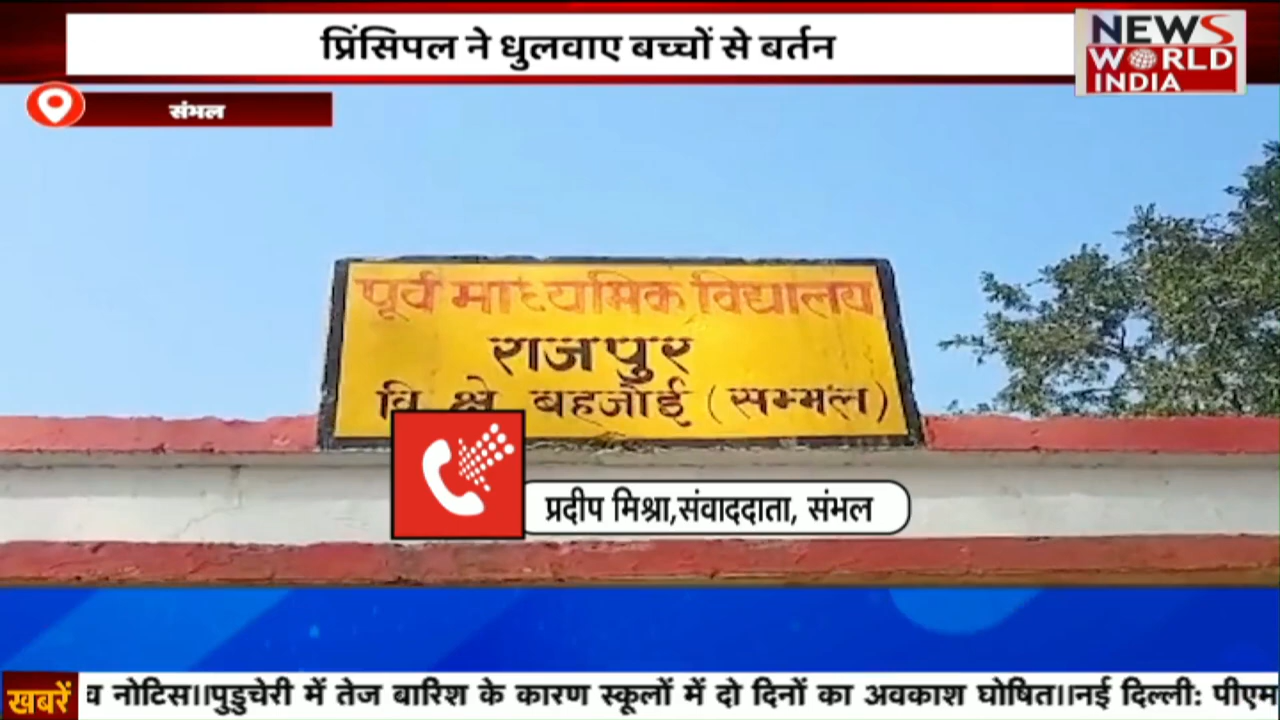 प्रिंसिपल ने धुलवाए बच्चों से बर्तन
NEWS
WORLD
INDIA
संभल
पूर्व माध्यमिक विद्यालय
राजपुर
वि क्षे बहजोई (सम्भल)
प्रदीप मिश्रा,संवाददाता, संभल
खबरें
व नोटिस।।पुडुचेरी में तेज बारिश के कारण स्कूलों में दो दिनों का अवकाश घोषित।।नई दिल्ली: पीएम